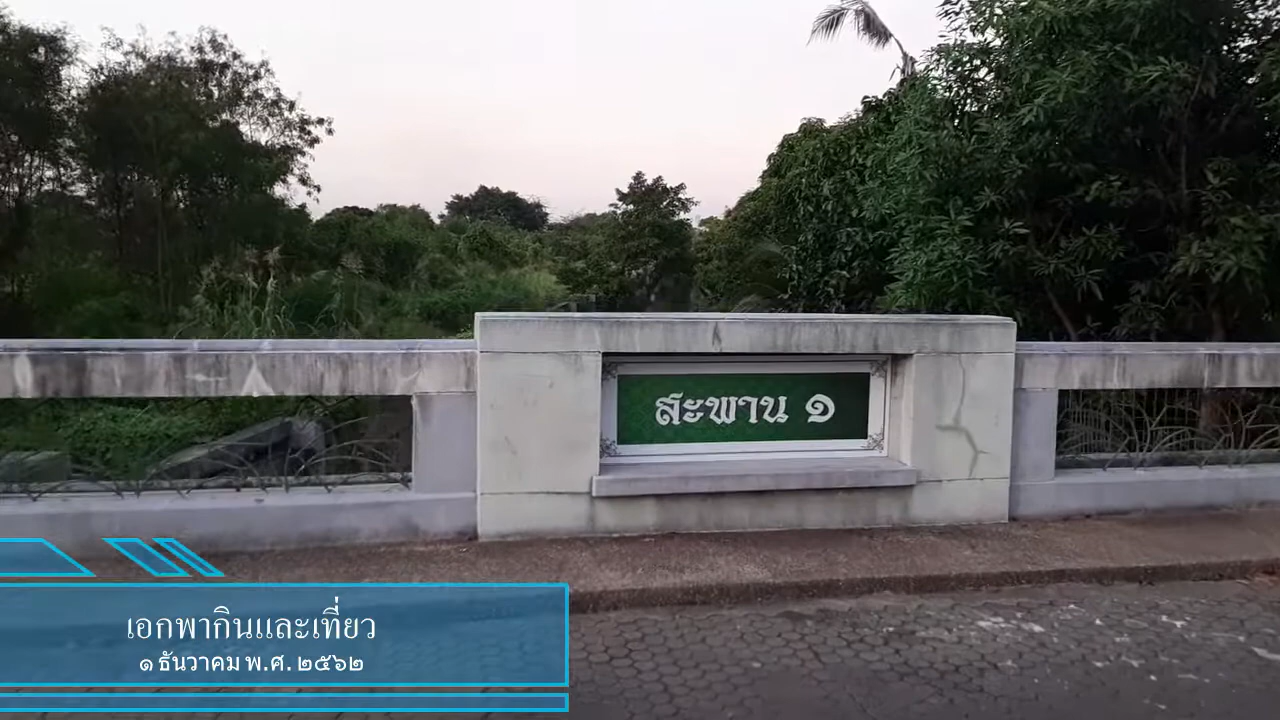 สะพาน ๑
เอกพากินและเที่ยว
๑ ธันวาคม พ.ศ. ๒๕๖๒